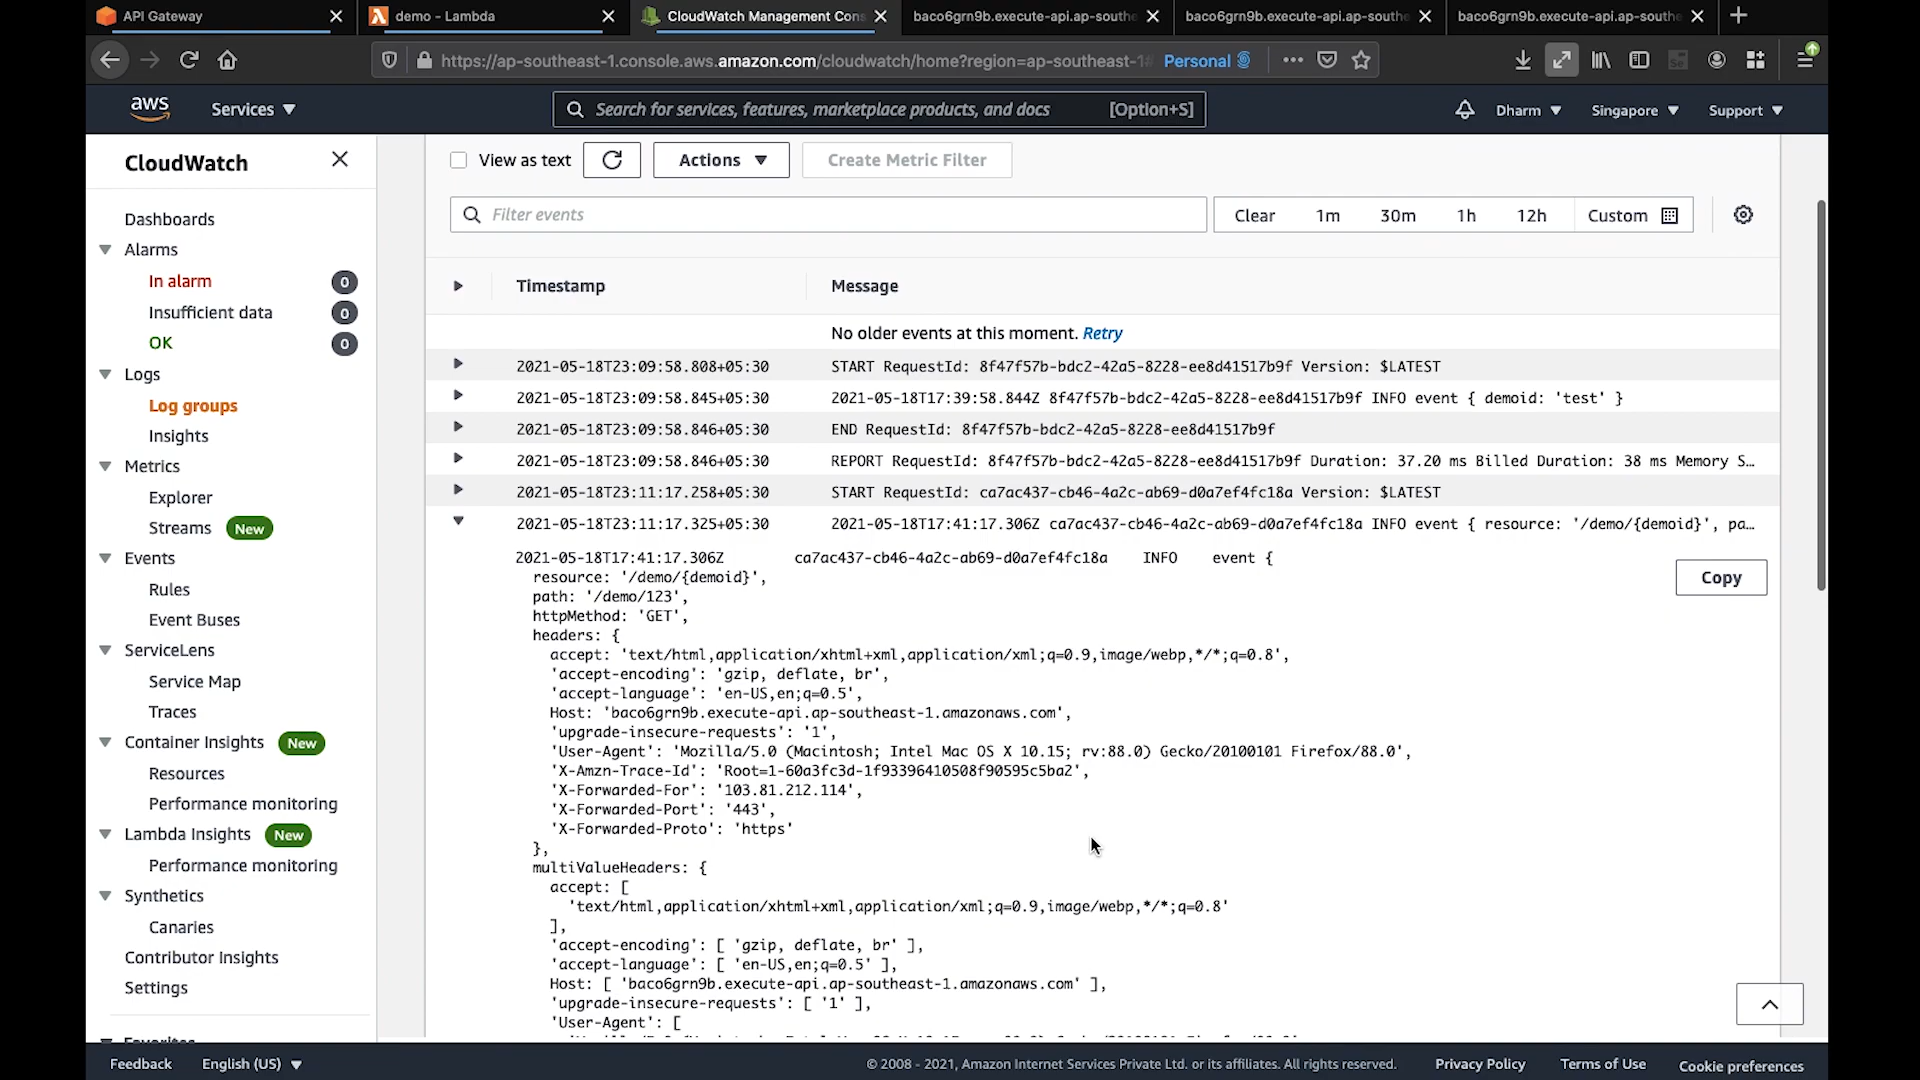 API Gateway
demo - Lambda
CloudWatch Management Cons
baco6grn9b.execute-api.ap-southe
baco6grn9b.execute-api.ap-southe
baco6grn9b.execute-api.ap-southe
https://ap-southeast-1.console.aws.amazon.com/cloudwatch/home?region=ap-southeast-1#
Personal
aws
Services
Search for services, features, marketplace products, and docs
[Option+S]
Dharm
Singapore
Support
CloudWatch
Dashboards
Alarms
In alarm 0
Insufficient data 0
OK 0
Logs
Log groups
Insights
Metrics
Explorer
Streams New
Events
Rules
Event Buses
ServiceLens
Service Map
Traces
Container Insights New
Resources
Performance monitoring
Lambda Insights New
Performance monitoring
Synthetics
Canaries
Contributor Insights
Settings
View as text
Actions
Create Metric Filter
Filter events
Clear 1m 30m 1h 12h Custom
Timestamp Message
No older events at this moment. Retry
2021-05-18T23:09:58.808+05:30 START RequestId: 8f47f57b-bdc2-42a5-8228-ee8d41517b9f Version: $LATEST
2021-05-18T23:09:58.845+05:30 2021-05-18T17:39:58.844Z 8f47f57b-bdc2-42a5-8228-ee8d41517b9f INFO event { demoid: 'test' }
2021-05-18T23:09:58.846+05:30 END RequestId: 8f47f57b-bdc2-42a5-8228-ee8d41517b9f
2021-05-18T23:09:58.846+05:30 REPORT RequestId: 8f47f57b-bdc2-42a5-8228-ee8d41517b9f Duration: 37.20 ms Billed Duration: 38 ms Memory S…
2021-05-18T23:11:17.258+05:30 START RequestId: ca7ac437-cb46-4a2c-ab69-d0a7ef4fc18a Version: $LATEST
2021-05-18T23:11:17.325+05:30 2021-05-18T17:41:17.306Z ca7ac437-cb46-4a2c-ab69-d0a7ef4fc18a INFO event { resource: '/demo/{demoid}', pa…
2021-05-18T17:41:17.306Z ca7ac437-cb46-4a2c-ab69-d0a7ef4fc18a INFO event {
resource: '/demo/{demoid}',
path: '/demo/123',
httpMethod: 'GET',
headers: {
accept: 'text/html,application/xhtml+xml,application/xml;q=0.9,image/webp,*/*;q=0.8',
'accept-encoding': 'gzip, deflate, br',
'accept-language': 'en-US,en;q=0.5',
Host: 'baco6grn9b.execute-api.ap-southeast-1.amazonaws.com',
'upgrade-insecure-requests': '1',
'User-Agent': 'Mozilla/5.0 (Macintosh; Intel Mac OS X 10.15; rv:88.0) Gecko/20100101 Firefox/88.0',
'X-Amzn-Trace-Id': 'Root=1-60a3fc3d-1f93396410508f90595c5ba2',
'X-Forwarded-For': '103.81.212.114',
'X-Forwarded-Port': '443',
'X-Forwarded-Proto': 'https'
},
multiValueHeaders: {
accept: [
'text/html,application/xhtml+xml,application/xml;q=0.9,image/webp,*/*;q=0.8'
],
'accept-encoding': [ 'gzip, deflate, br' ],
'accept-language': [ 'en-US,en;q=0.5' ],
Host: [ 'baco6grn9b.execute-api.ap-southeast-1.amazonaws.com' ],
'upgrade-insecure-requests': [ '1' ],
'User-Agent': [
Copy
Feedback
English (US)
© 2008 - 2021, Amazon Internet Services Private Ltd. or its affiliates. All rights reserved.
Privacy Policy
Terms of Use
Cookie preferences